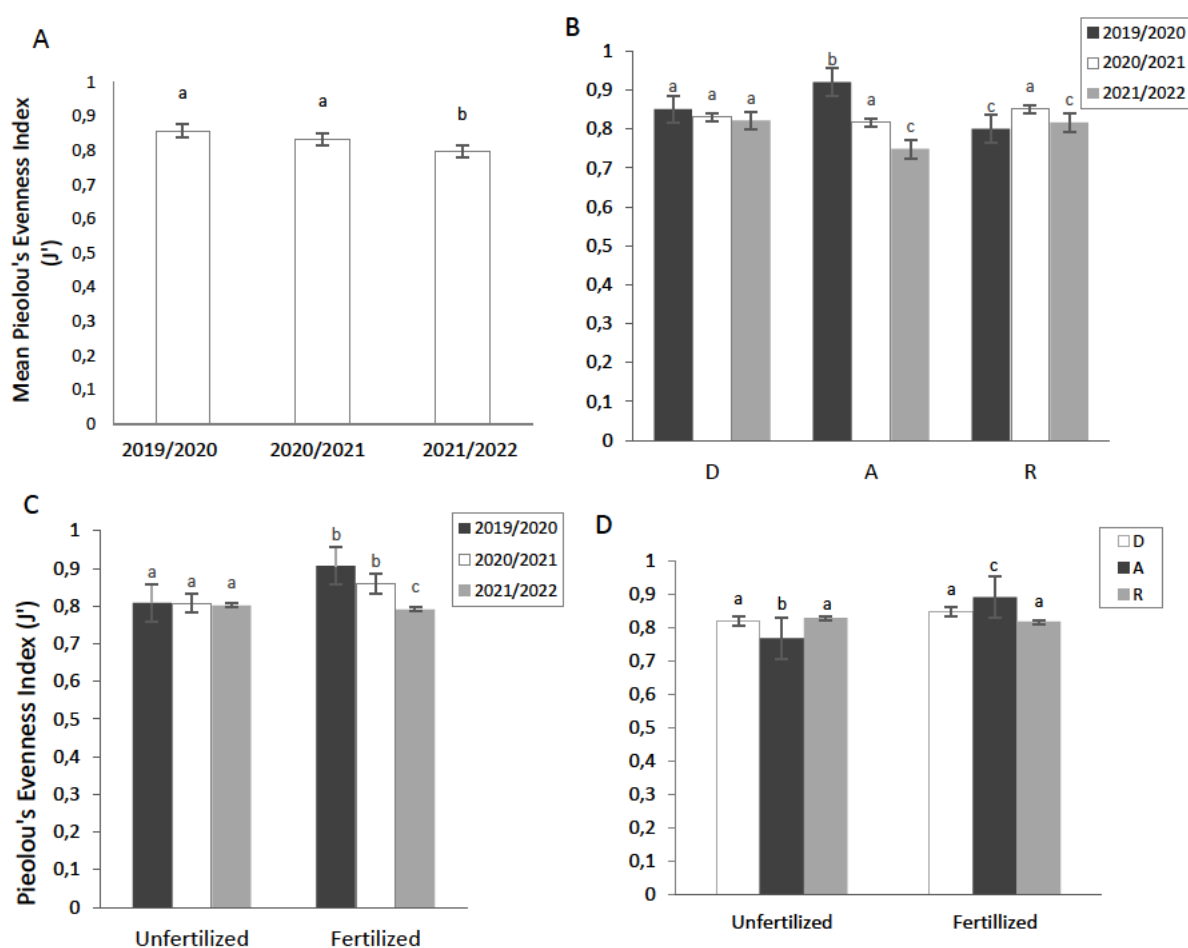 A
Mean Pieolou's Evenness Index
(J')
1
0,9
0,8
0,7
0,6
0,5
0,4
0,3
0,2
0,1
0
a
a
b
2019/2020
2020/2021
2021/2022
B
2019/2020
2020/2021
2021/2022
1
0,9
0,8
0,7
0,6
0,5
0,4
0,3
0,2
0,1
0
a
a
a
b
a
c
c
a
c
D
A
R
C
2019/2020
2020/2021
2021/2022
Pieolou's Evenness Index (J')
1
0,9
0,8
0,7
0,6
0,5
0,4
0,3
0,2
0,1
0
a
a
a
b
b
c
Unfertilized
Fertilized
D
D
A
R
1
0,9
0,8
0,7
0,6
0,5
0,4
0,3
0,2
0,1
0
a
b
a
a
c
a
Unfertilized
Fertillized